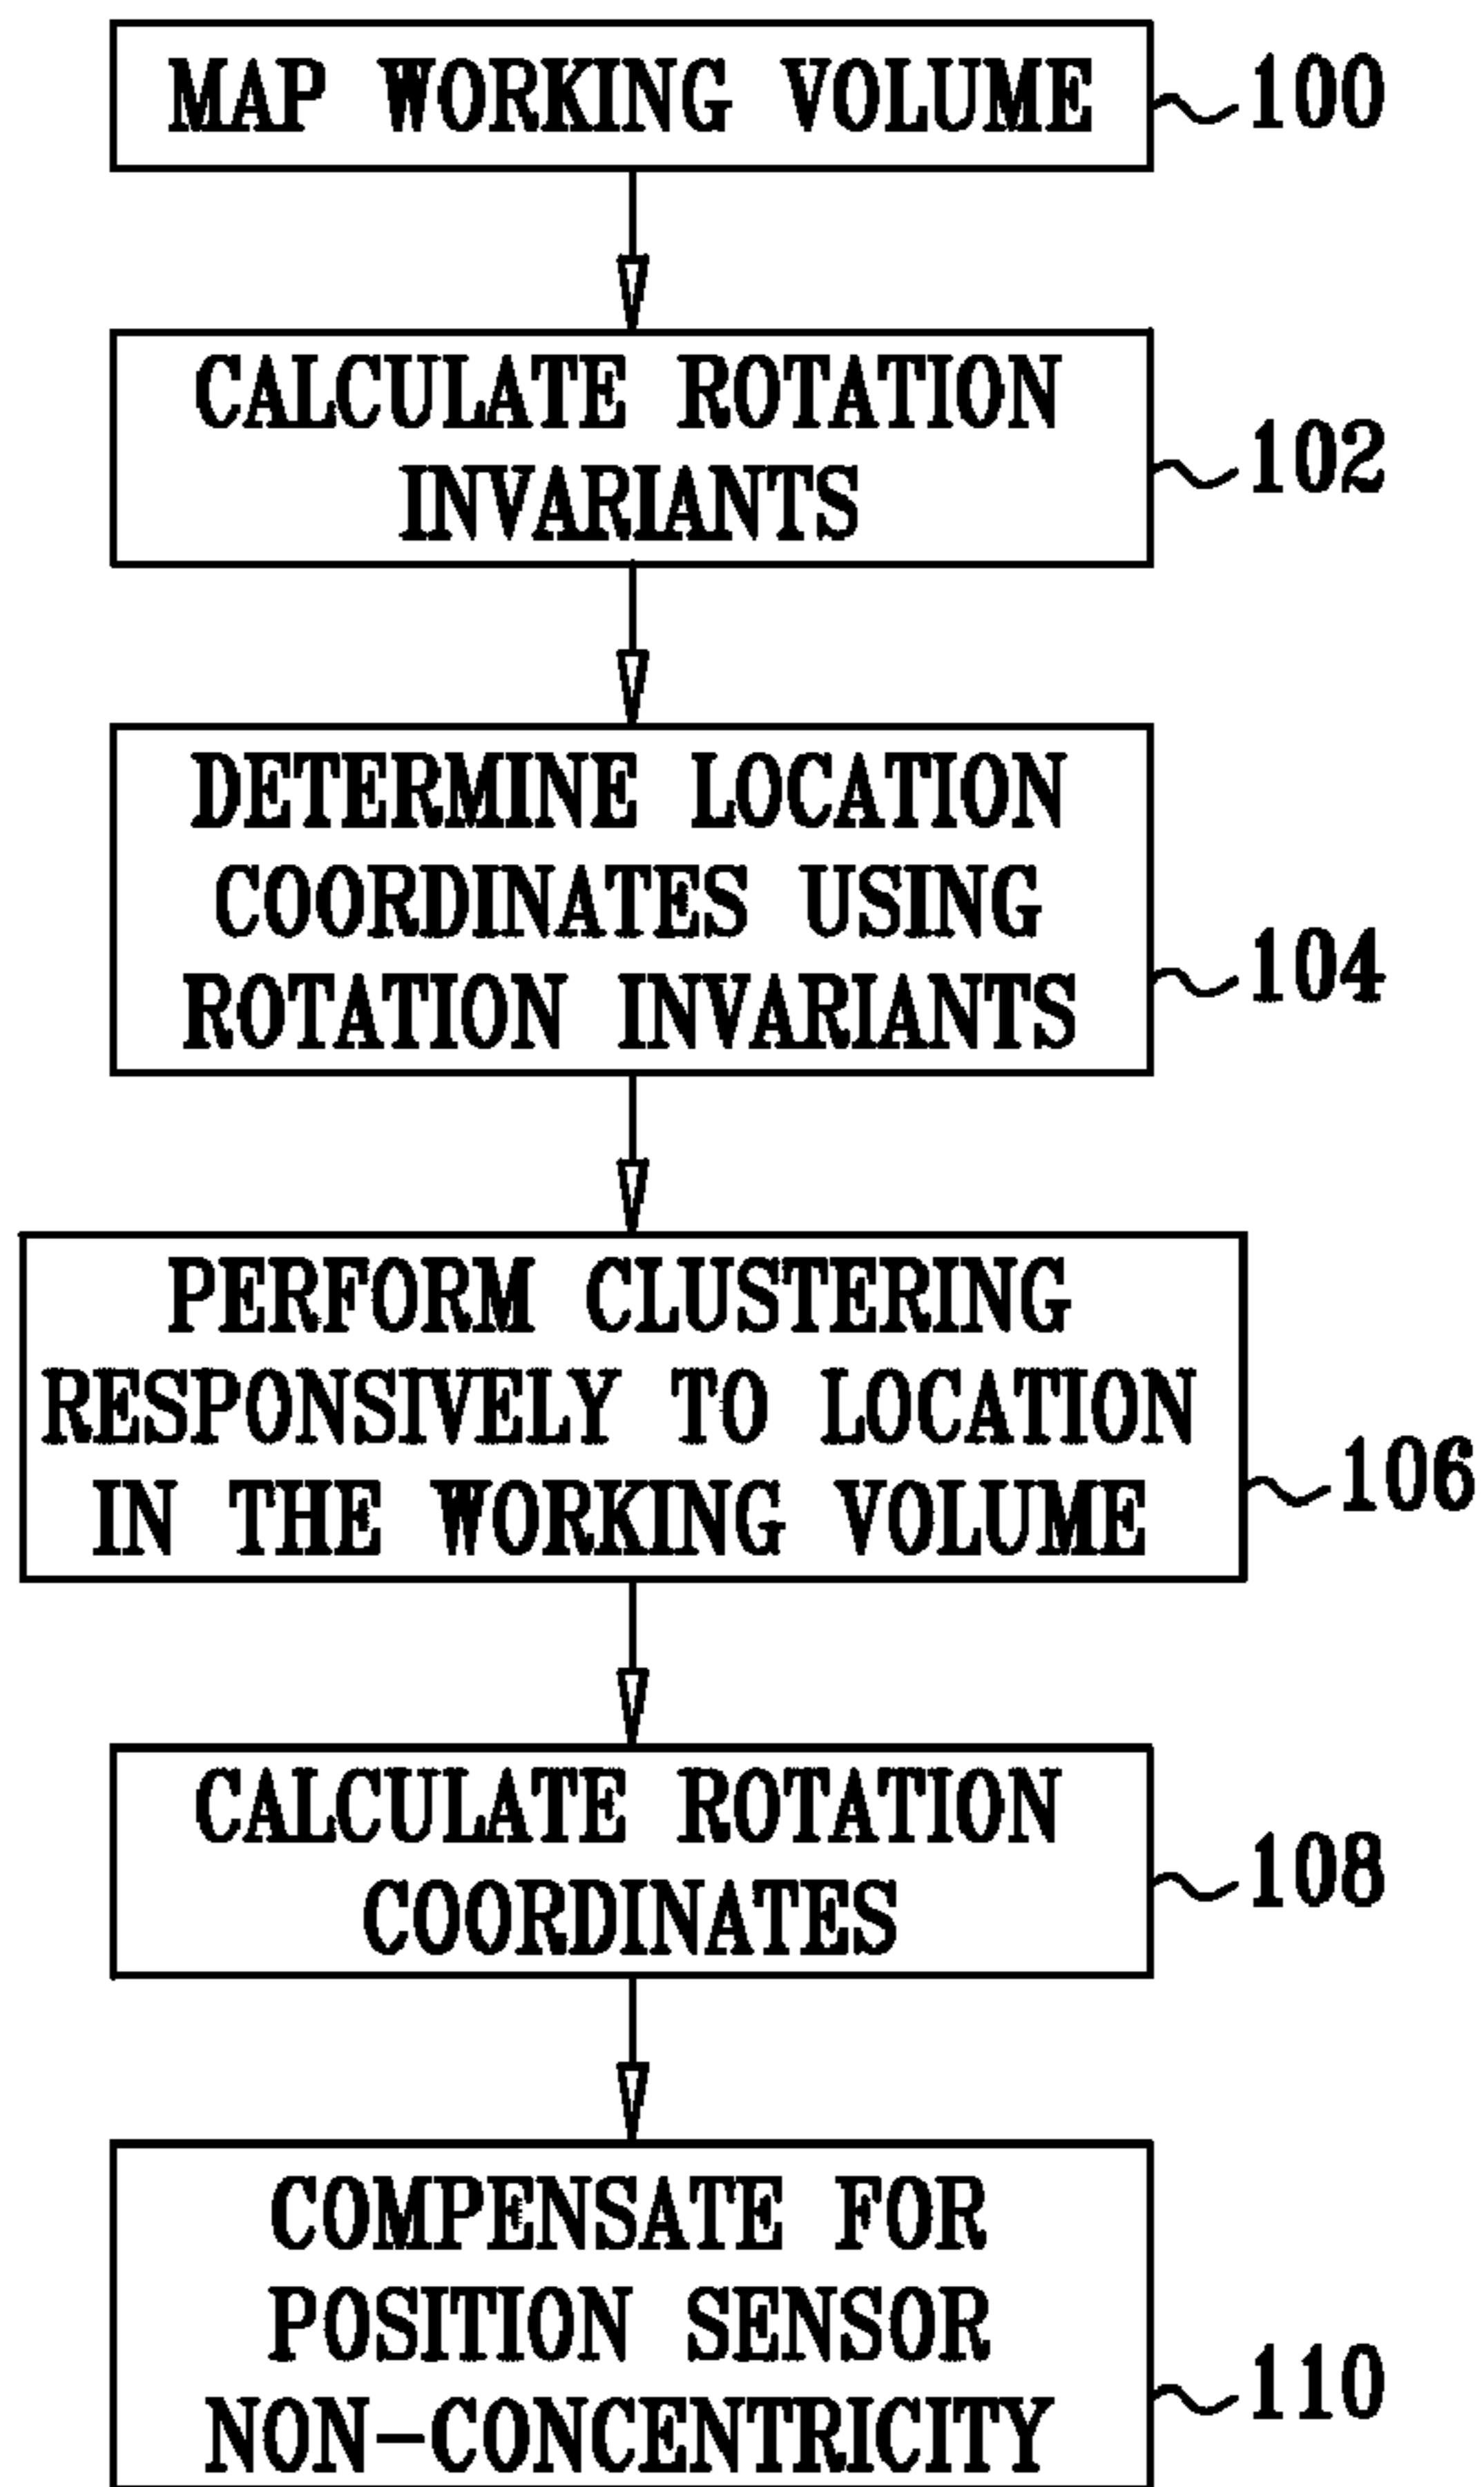 MAP WORKING VOLUME
100
CALCULATE ROTATION
INVARIANTS
102
DETERMINE LOCATION
COORDINATES USING
ROTATION INVARIANTS
104
PERFORM CLUSTERING
RESPONSIVELY TO LOCATION
IN THE WORKING VOLUME
106
CALCULATE ROTATION
COORDINATES
108
COMPENSATE FOR
POSITION SENSOR
NON-CONCENTRICITY
110